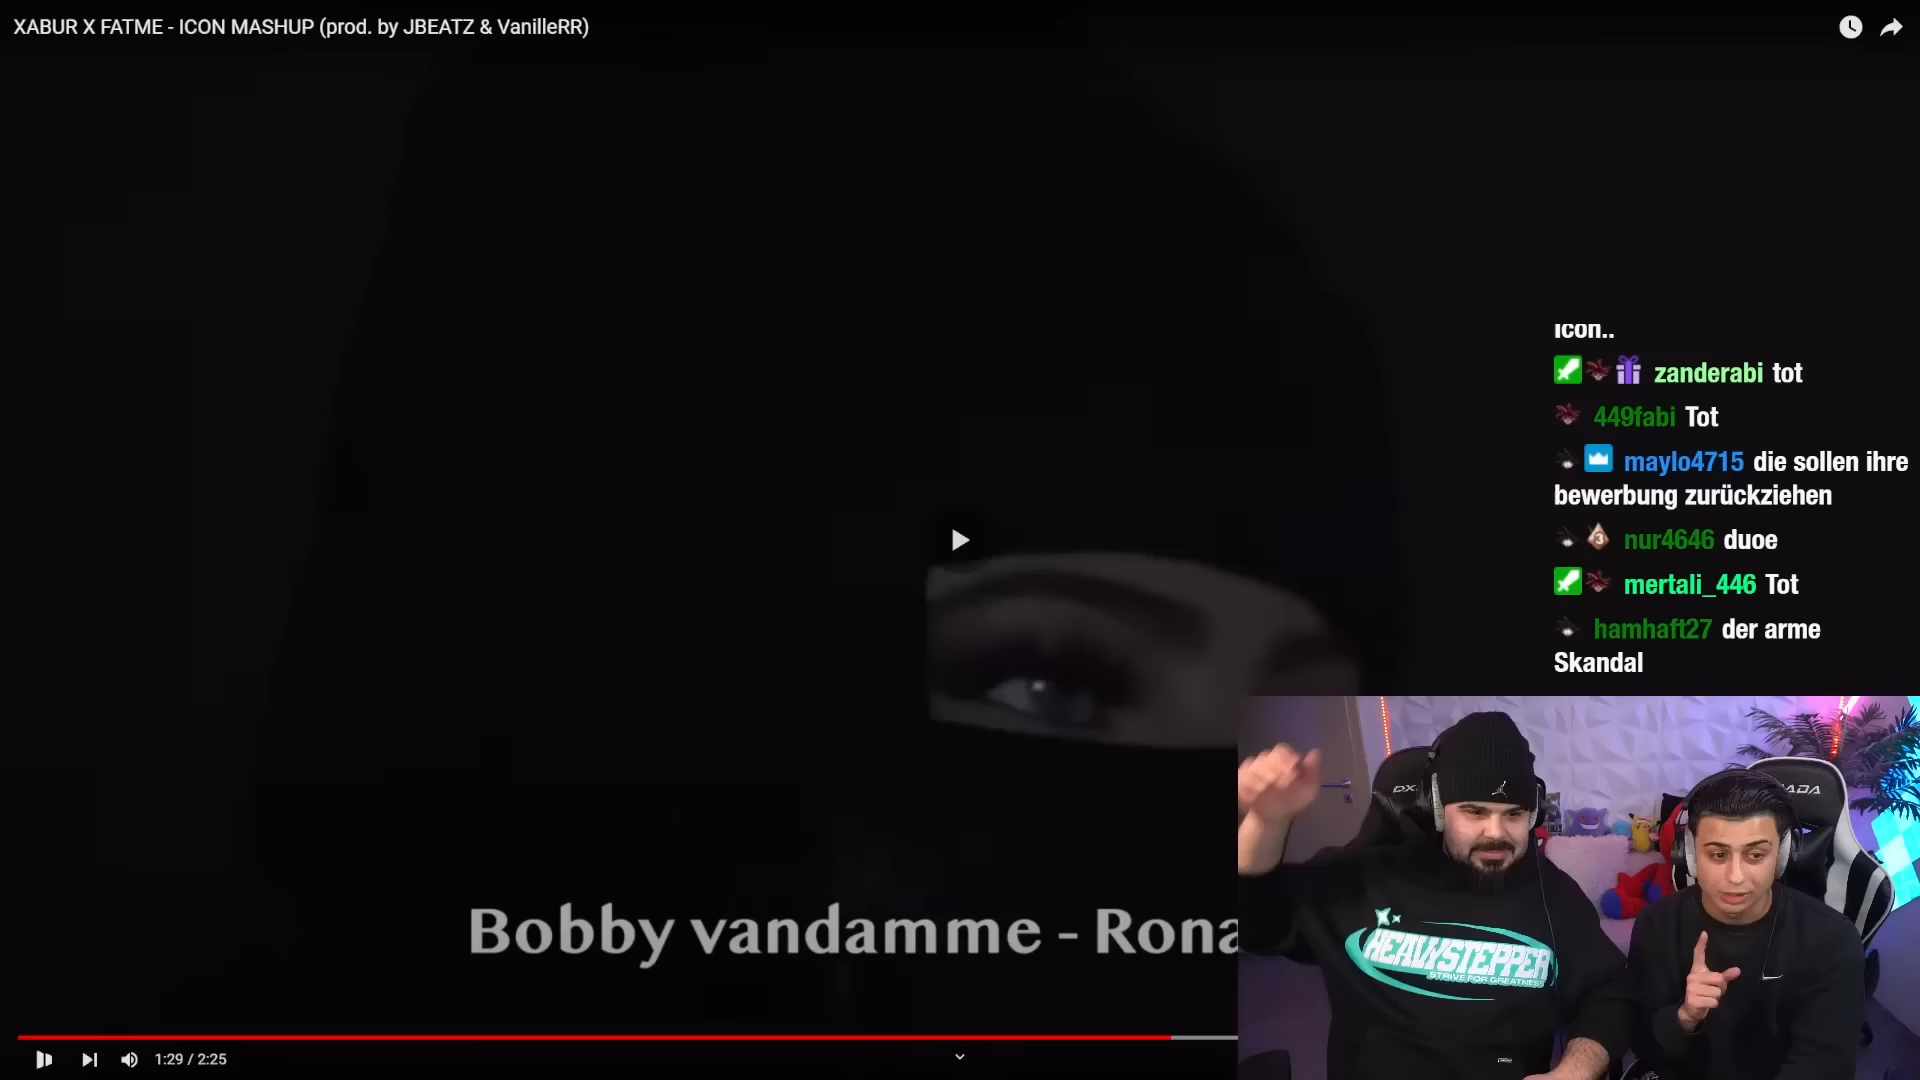 XABUR X FATME - ICON MASHUP (prod. by JBEATZ & VanilleRR)
Icon..
zanderabi tot
449fabi Tot
maylo4715 die sollen ihre
bewerbung zurückziehen
3 nur4646 duoe
mertali_446 Tot
hamhaft27 der arme
Skandal
Bobby vandamme - Rona
HEAVYSTEPPER
STRIVE FOR GREATNESS
1:29 / 2:25